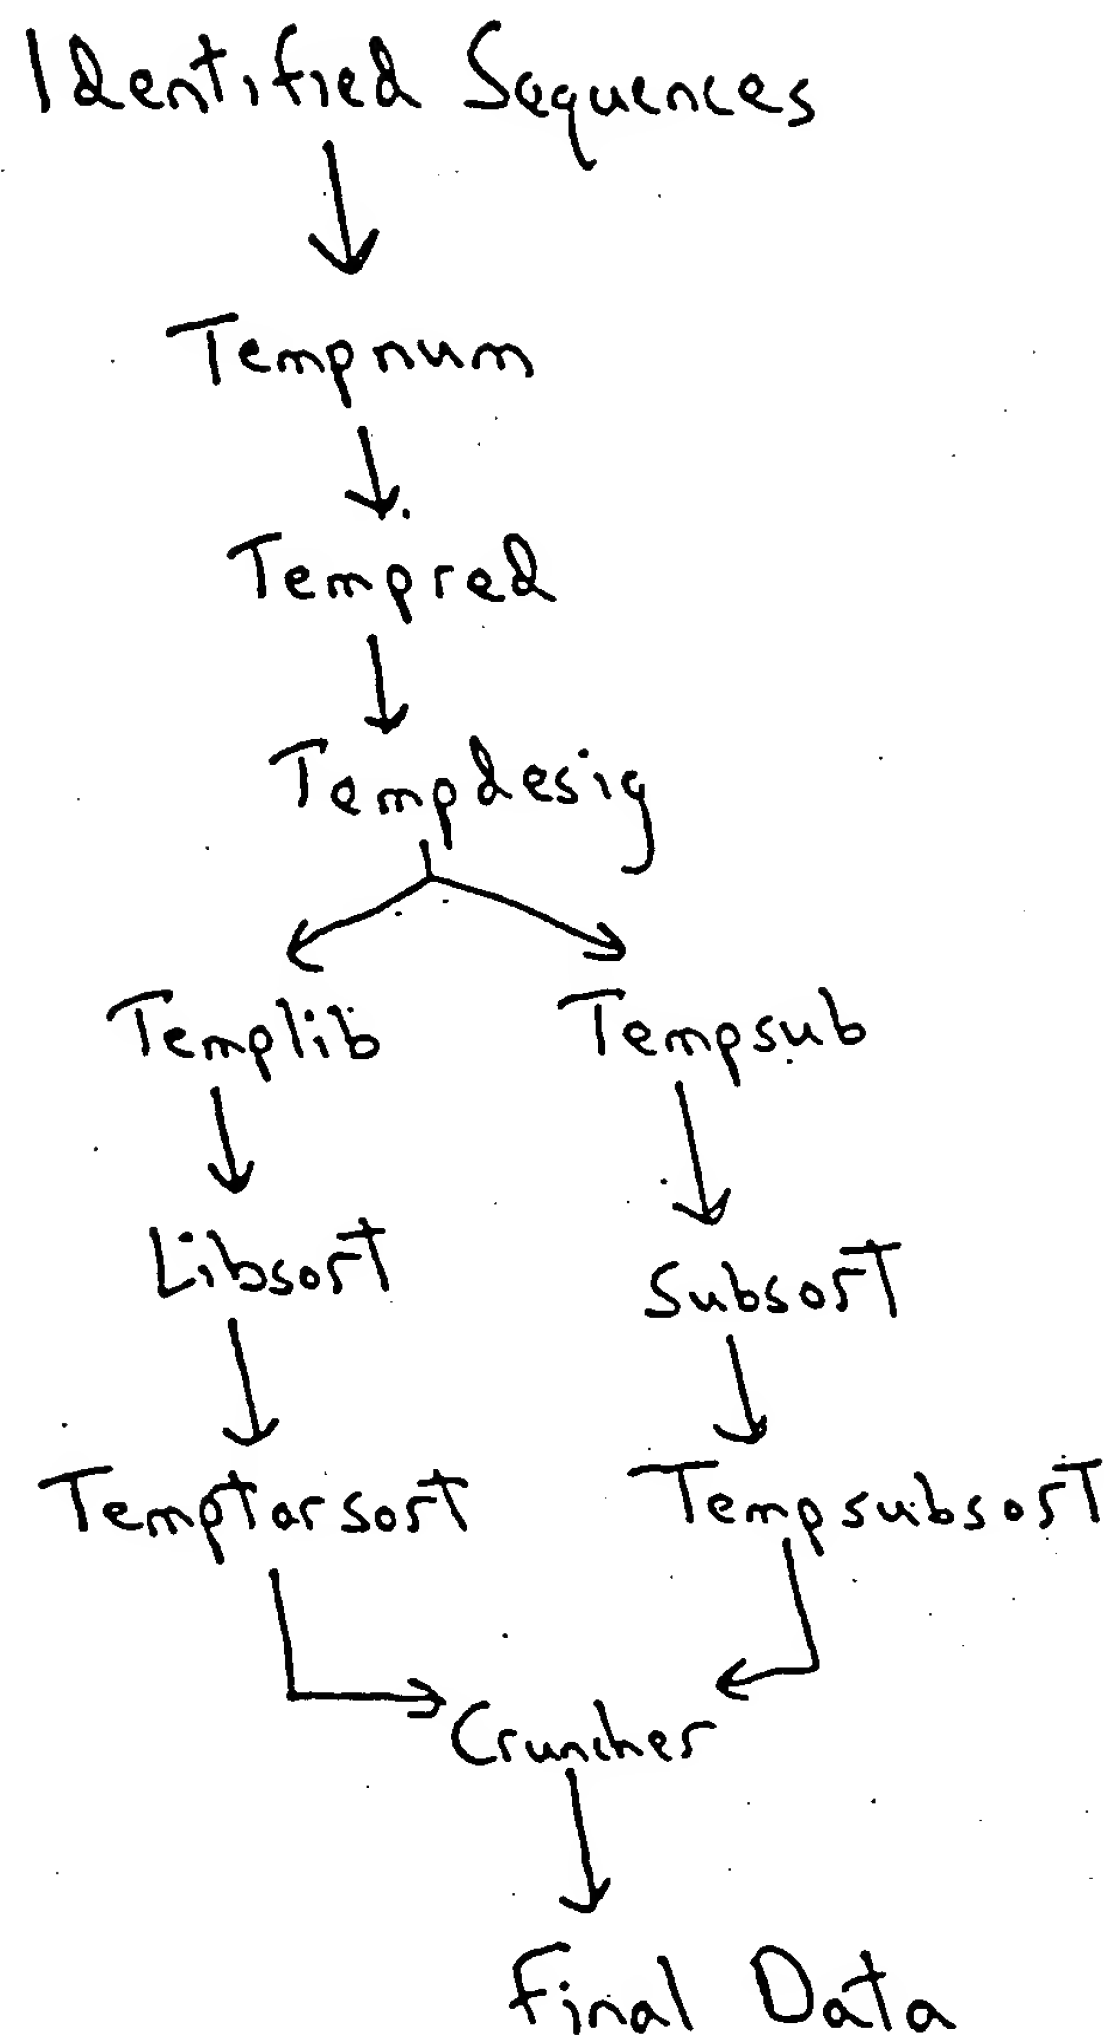 Identified Sequences
Tempnum
Tempred
Tempdesig
Templib Tempsub
Libsort Subsort
Temptarsort Tempsubsort
Cruncher
Final Data